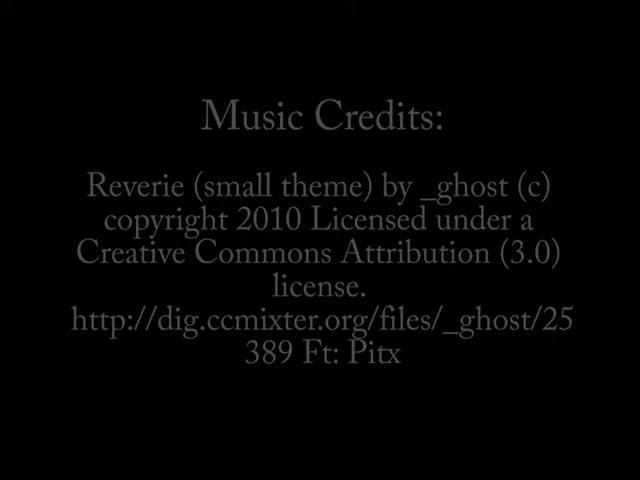 Music Credits:
Reverie (small theme) by _ghost (c)
copyright 2010 Licensed under a
Creative Commons Attribution (3.0)
license.
http://dig.ccmixter.org/files/_ghost/25
389 Ft: Pitx